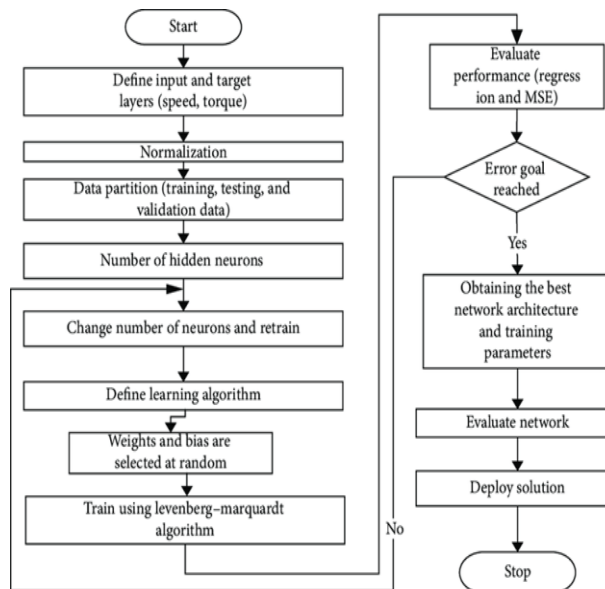 Start
Define input and target
layers (speed, torque)
Normalization
Data partition (training, testing, and
validation data)
Number of hidden neurons
Change number of neurons and retrain
Define learning algorithm
Weights and bias are
selected at random
Train using levenberg–marquardt
algorithm
Evaluate
performance (regress
ion and MSE)
Error goal
reached
No
Yes
Obtaining the best
network architecture
and training
parameters
Evaluate network
Deploy solution
Stop